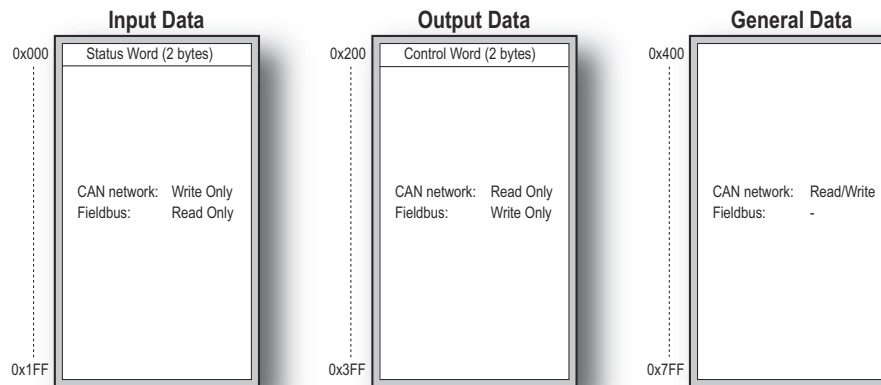 Input Data
0x000
Status Word (2 bytes)
CAN network: Write Only
Fieldbus: Read Only
0x1FF
Output Data
0x200
Control Word (2 bytes)
CAN network: Read Only
Fieldbus: Write Only
0x3FF
General Data
0x400
CAN network: Read/Write
Fieldbus: -
0x7FF